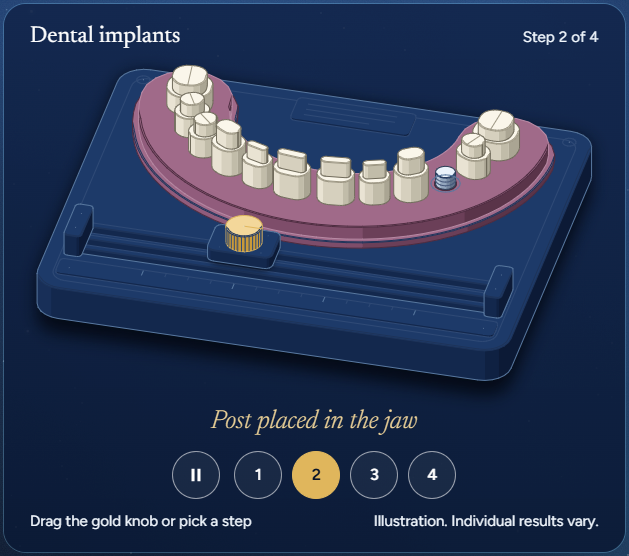 Dental implants
Step 2 of 4
Post placed in the jaw
1
2
3
4
Drag the gold knob or pick a step
Illustration. Individual results vary.